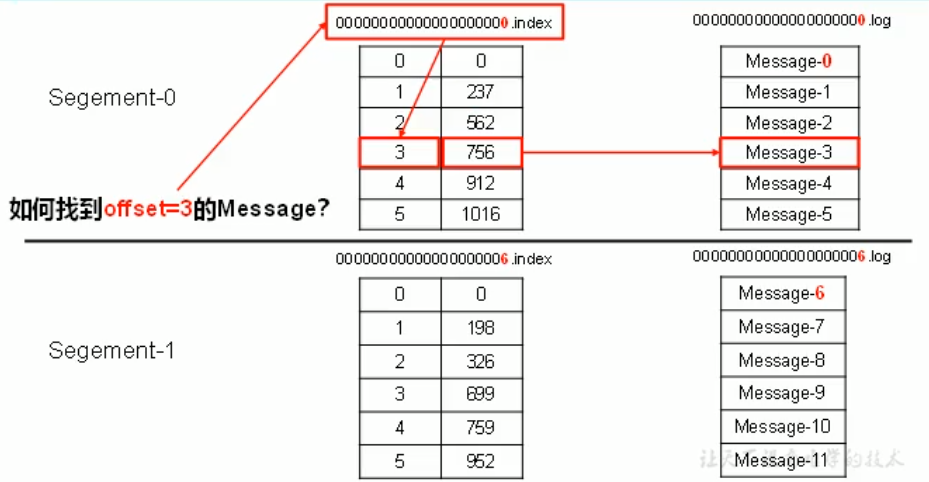 00000000000000000000.index
00000000000000000000.log
Segement-0
0 0
1 237
2 562
3 756
4 912
5 1016
Message-0
Message-1
Message-2
Message-3
Message-4
Message-5
如何找到offset=3的Message?
00000000000000000006.index
00000000000000000006.log
Segement-1
0 0
1 198
2 326
3 699
4 759
5 952
Message-6
Message-7
Message-8
Message-9
Message-10
Message-11
的技术